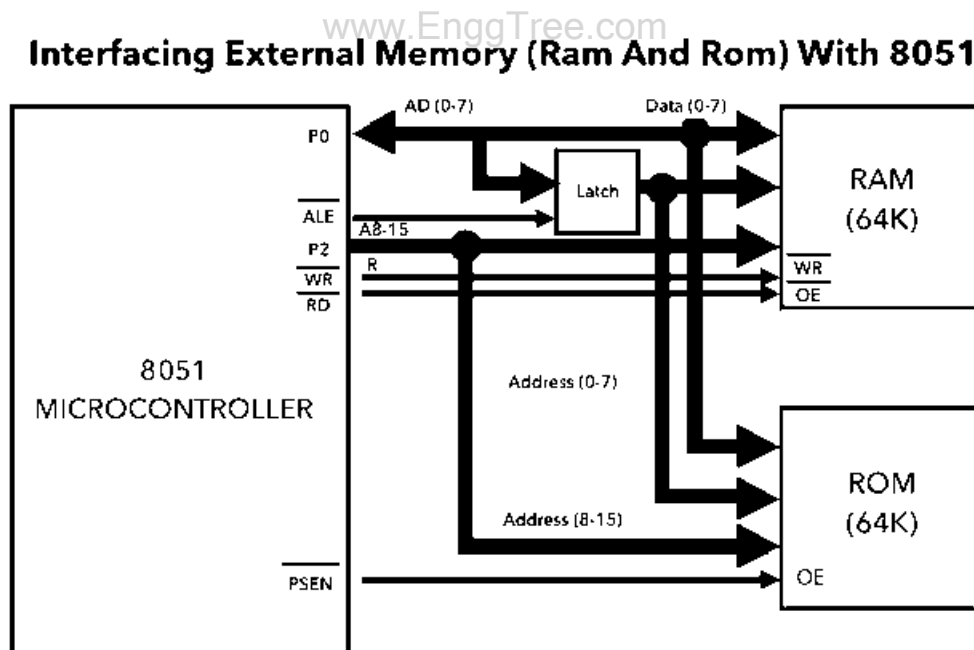 www.EnggTree.com
Interfacing External Memory (Ram And Rom) With 8051
AD (0-7)
Data (0-7)
P0
Latch
RAM
(64K)
ALE
A8-15
P2
R
WR
WR
RD
OE
8051
MICROCONTROLLER
Address (0-7)
ROM
(64K)
Address (8-15)
PSEN
OE